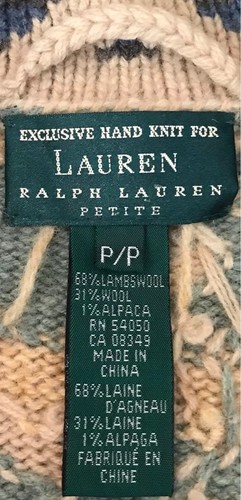 EXCLUSIVE HAND KNIT FOR
LAUREN
RALPH LAUREN
PETITE
P/P
68%LAMBSWOOL
31%WOOL
1%ALPACA
RN 54050
CA 08349
MADE IN
CHINA
68%LAINE
D'AGNEAU
31%LAINE
1%ALPAGA
FABRIQUÉ EN
CHINE